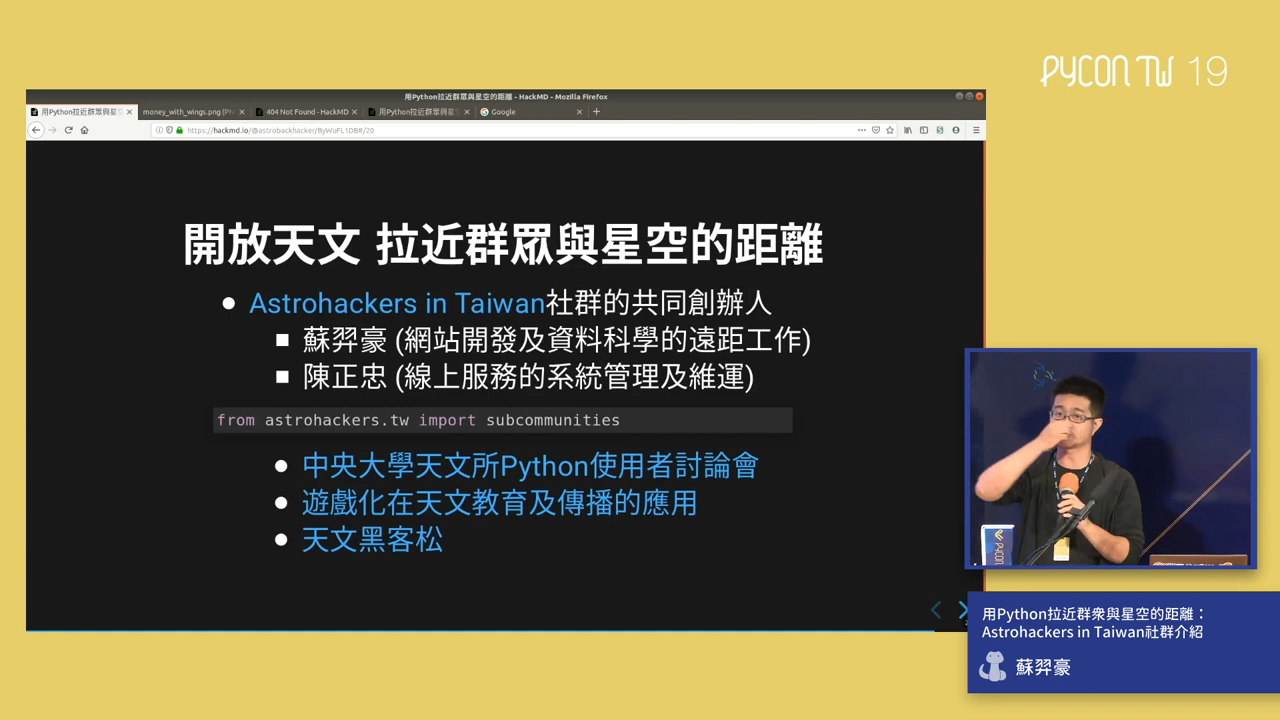 PYCON TW 19
用Python拉近群眾與星空的距離 - HackMD - Mozilla Firefox
用Python拉近群眾與星空
money_with_wings.png (PN
404 Not Found - HackMD
用Python拉近群眾與星空
Google
https://hackmd.io/@astrobackhacker/ByWuFL1DB#/20
開放天文 拉近群眾與星空的距離
Astrohackers in Taiwan社群的共同創辦人
蘇羿豪 (網站開發及資料科學的遠距工作)
陳正忠 (線上服務的系統管理及維運)
from astrohackers.tw import subcommunities
中央大學天文所Python使用者討論會
遊戲化在天文教育及傳播的應用
天文黑客松
用Python拉近群衆與星空的距離：
Astrohackers in Taiwan社群介紹
蘇羿豪